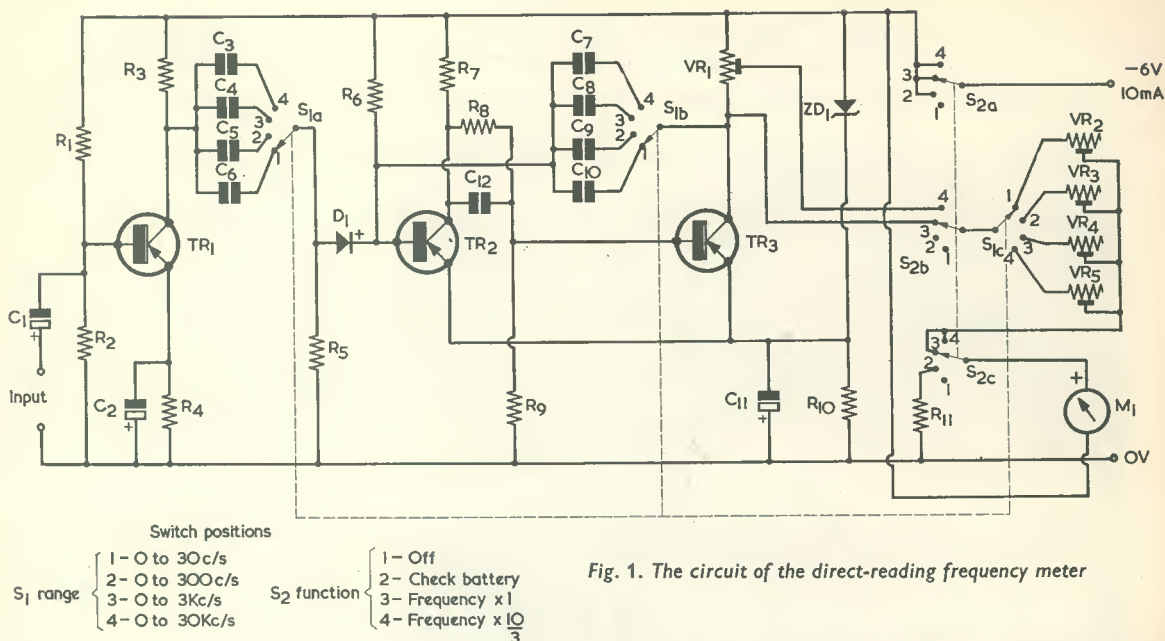 R1
R3
C3
C4
C5
C6
4
3
2
1
S1a
R6
R7
R8
C12
C7
C8
C9
C10
4
3
2
1
S1b
VR1
ZD1
4
3
2
1
S2a
−6V
10mA
VR2
VR3
VR4
VR5
1
2
3
4
S1c
4
3
2
1
S2b
TR1
D1
+
TR2
TR3
C1
+
R2
Input
C2
+
R4
R5
R9
C11
+
R10
4
3
2
1
S2c
R11
+
M1
0V
Switch positions
S1 range
1 - 0 to 30c/s
2 - 0 to 300c/s
3 - 0 to 3Kc/s
4 - 0 to 30Kc/s
S2 function
1 - Off
2 - Check battery
3 - Frequency x 1
4 - Frequency x 10/3
Fig. 1. The circuit of the direct-reading frequency meter